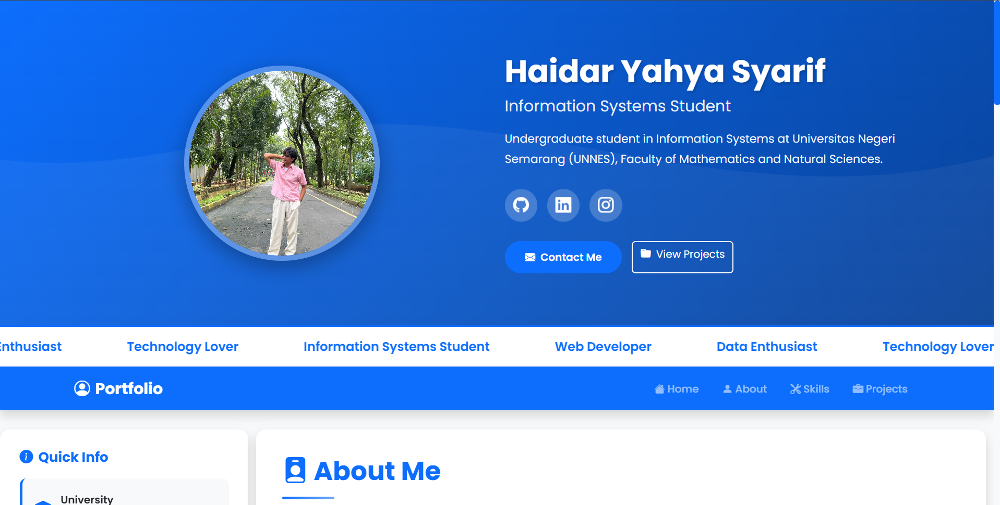 Haidar Yahya Syarif
Information Systems Student
Undergraduate student in Information Systems at Universitas Negeri
Semarang (UNNES), Faculty of Mathematics and Natural Sciences.
Contact Me
View Projects
Enthusiast Technology Lover Information Systems Student Web Developer Data Enthusiast Technology Lover
Portfolio
Home About Skills Projects
Quick Info
University
About Me